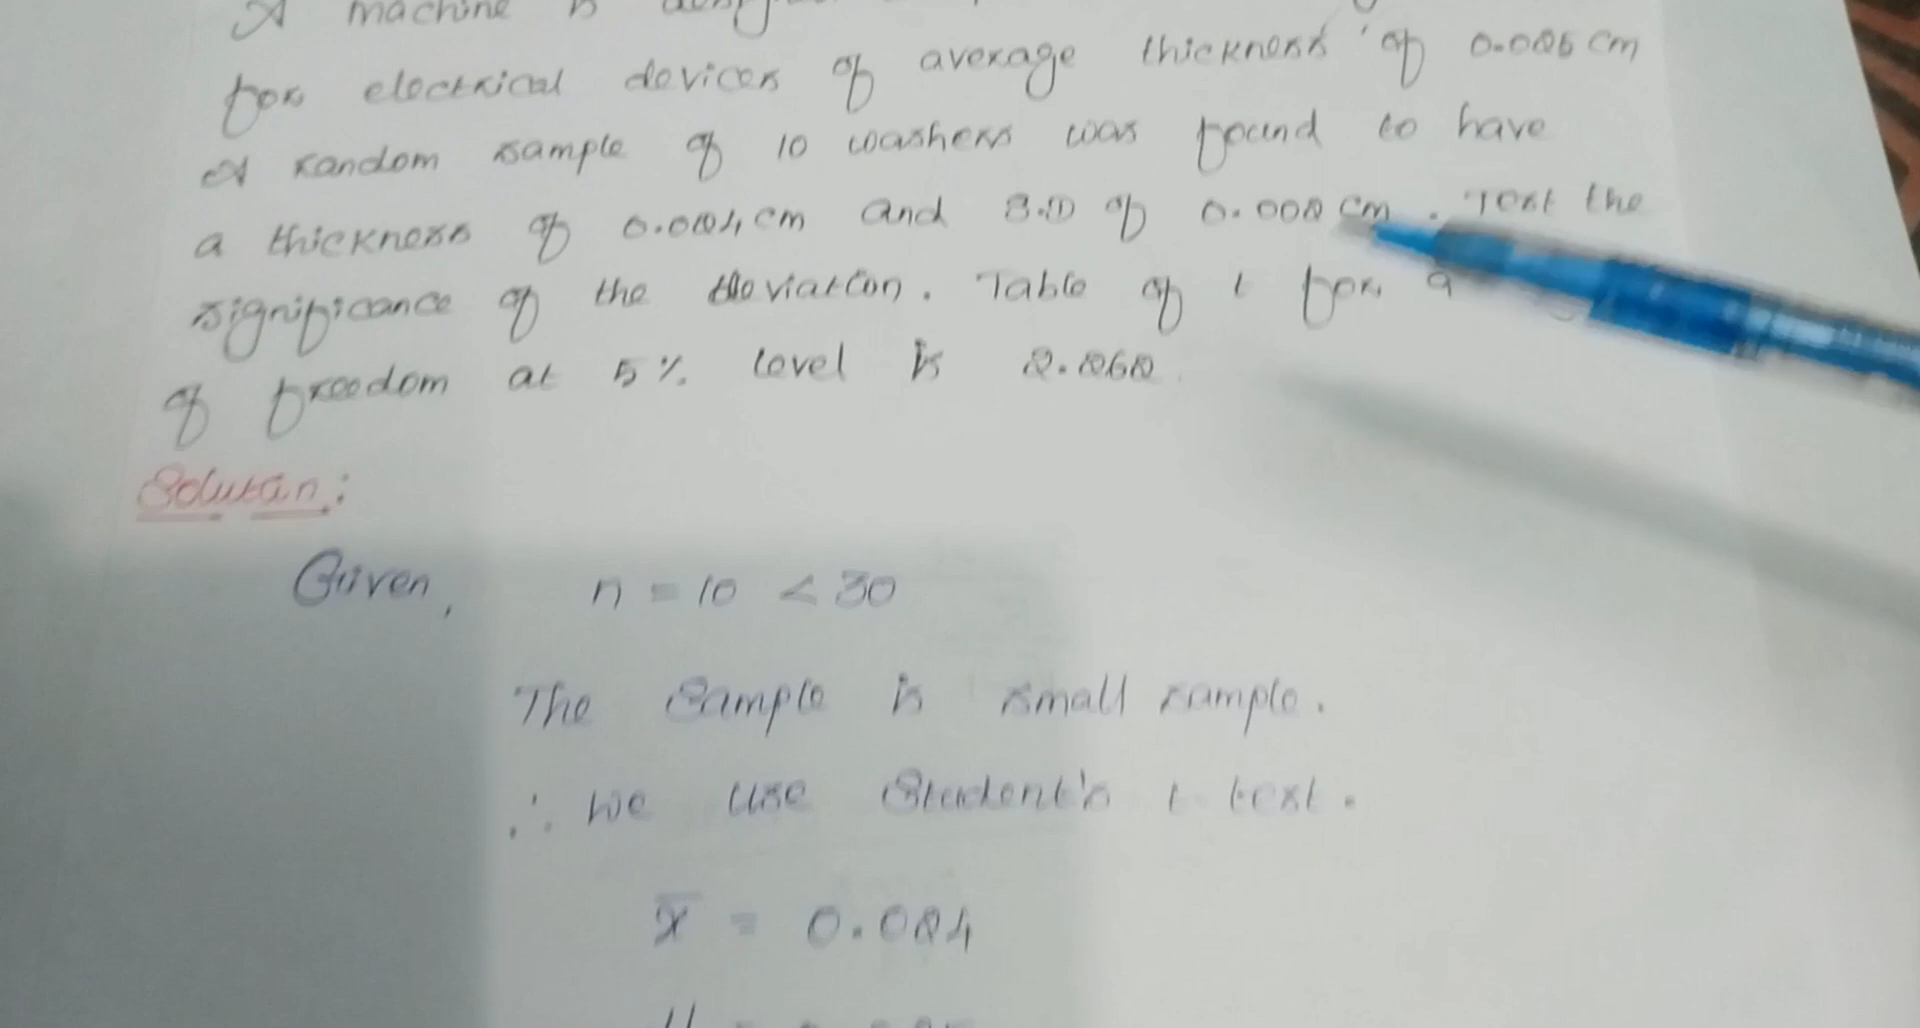 A machine is
for electrical devices of average thickness of 0.025 cm
A random sample of 10 washers was found to have
a thickness of 0.024 cm and S.D of 0.002 cm. Test the
significance of the deviation. Table of t for 9
of freedom at 5% level is 2.262
Solution:
Given, n = 10 < 30
The sample is small sample.
∴ we use Student's t test.
x̄ = 0.024